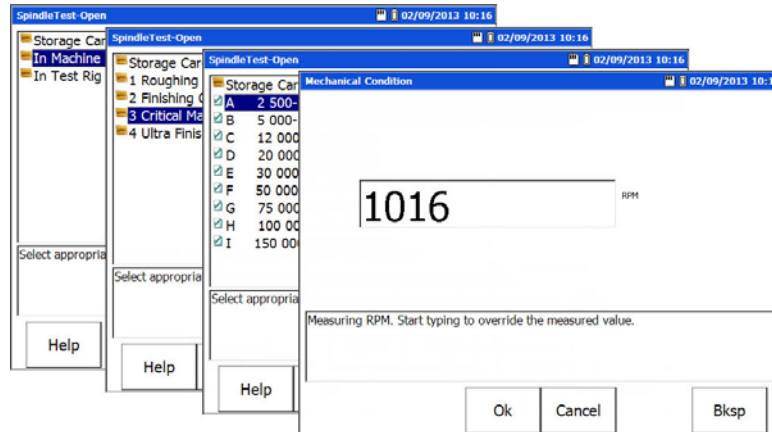 SpindleTest-Open
02/09/2013 10:16
Storage Car
In Machine
In Test Rig
Select appropria
Help
SpindleTest-Open
02/09/2013 10:16
Storage Car
1 Roughing
2 Finishing
3 Critical Ma
4 Ultra Finis
Select appropria
Help
SpindleTest-Open
02/09/2013 10:16
Storage Car
A 2 500-
B 5 000-
C 12 000
D 20 000
E 30 000
F 50 000
G 75 000
H 100 00
I 150 00
Select appropria
Help
Mechanical Condition
02/09/2013 10:1
1016 RPM
Measuring RPM. Start typing to override the measured value.
Ok
Cancel
Bksp